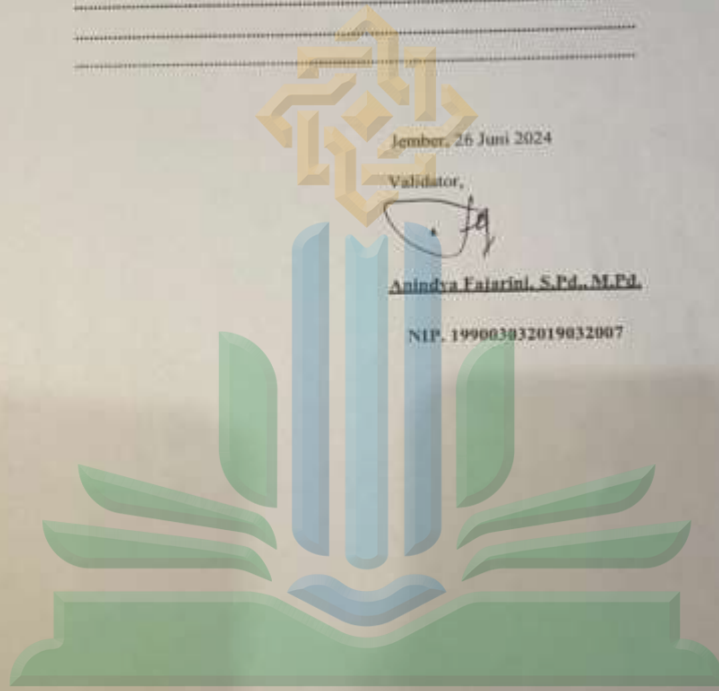 Jember, 26 Juni 2024
Validator,
Anindya Fajarini, S.Pd., M.Pd.
NIP. 199003032019032007